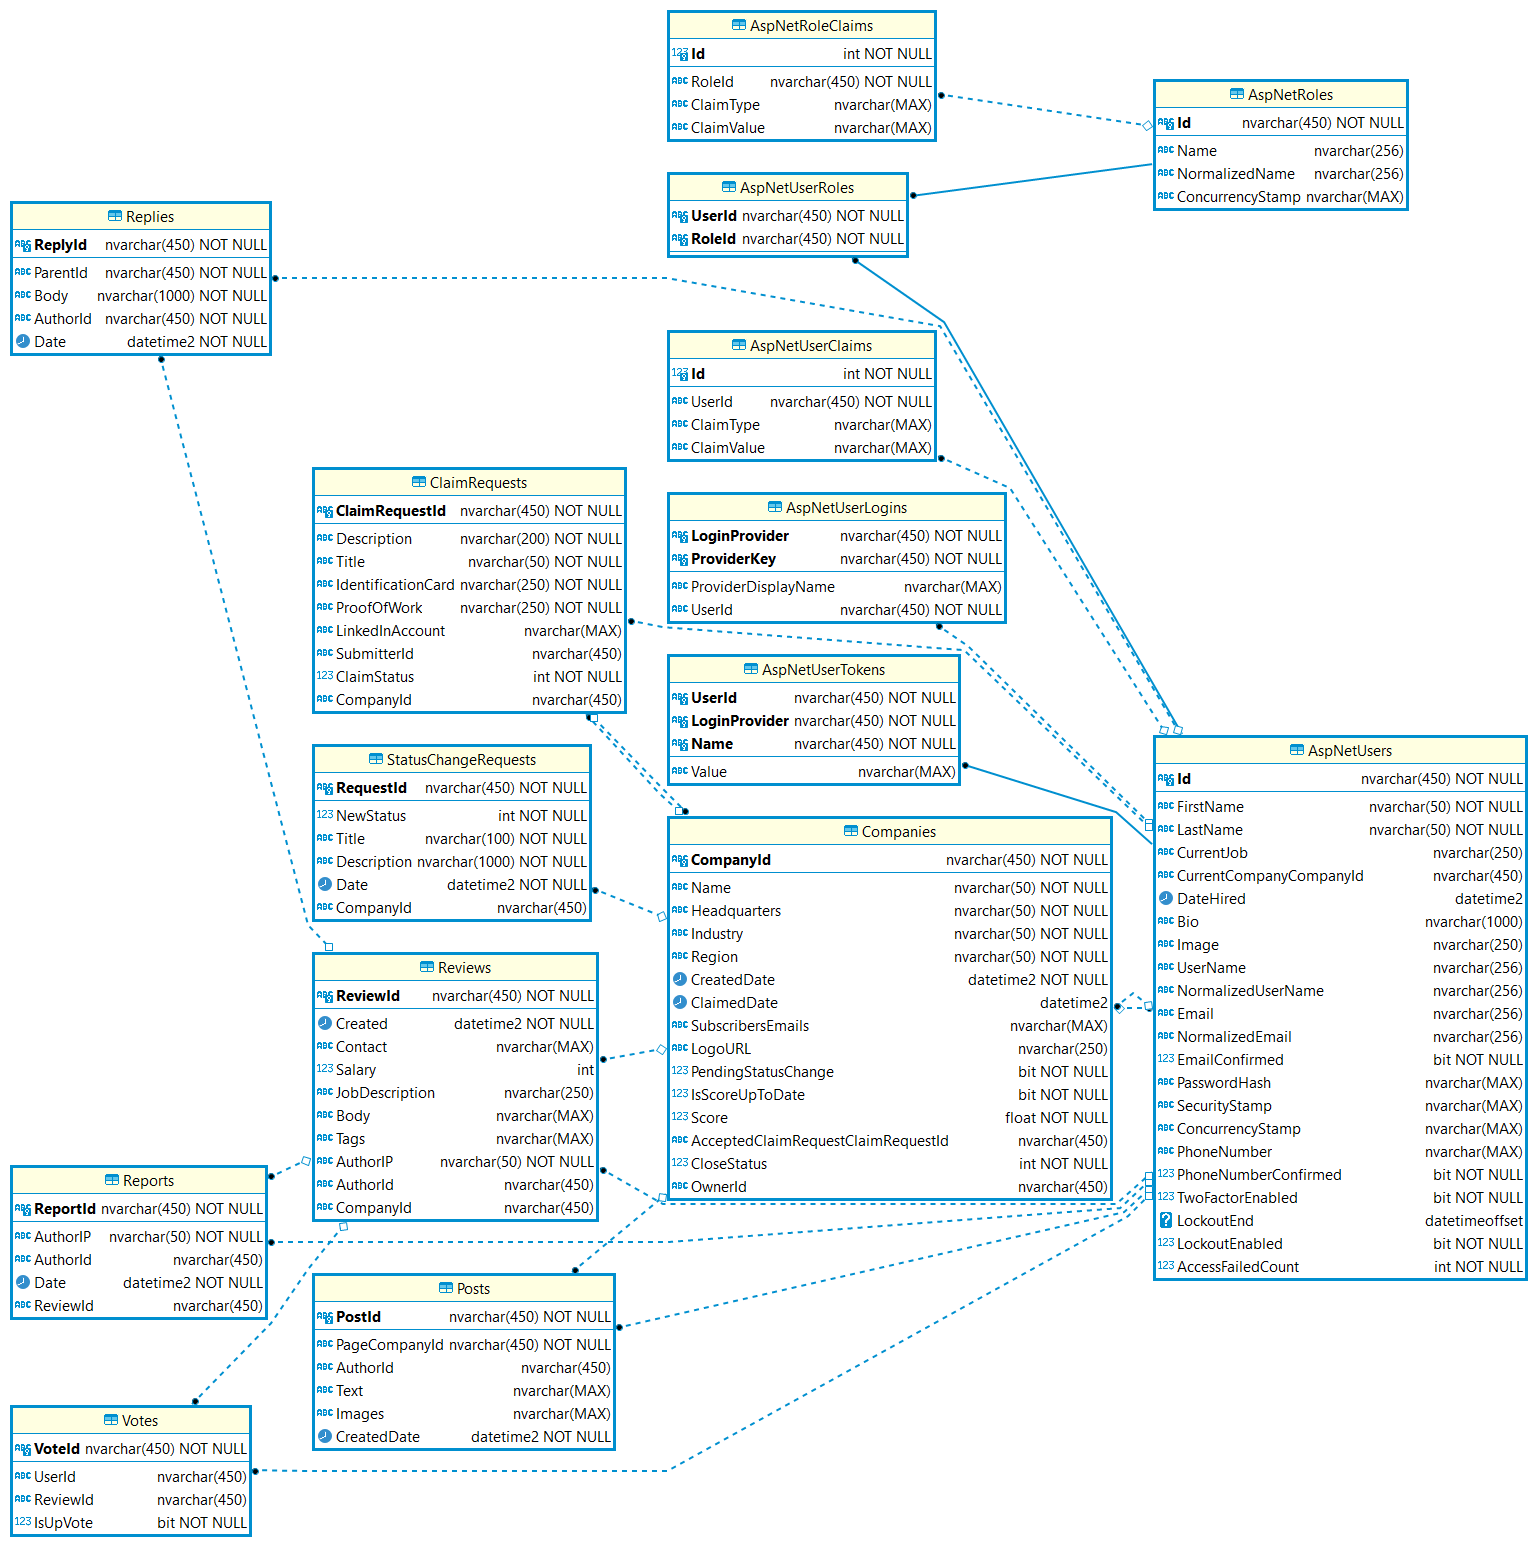 AspNetRoleClaims
Id int NOT NULL
RoleId nvarchar(450) NOT NULL
ClaimType nvarchar(MAX)
ClaimValue nvarchar(MAX)
AspNetRoles
Id nvarchar(450) NOT NULL
Name nvarchar(256)
NormalizedName nvarchar(256)
ConcurrencyStamp nvarchar(MAX)
AspNetUserRoles
UserId nvarchar(450) NOT NULL
RoleId nvarchar(450) NOT NULL
Replies
ReplyId nvarchar(450) NOT NULL
ParentId nvarchar(450) NOT NULL
Body nvarchar(1000) NOT NULL
AuthorId nvarchar(450) NOT NULL
Date datetime2 NOT NULL
AspNetUserClaims
Id int NOT NULL
UserId nvarchar(450) NOT NULL
ClaimType nvarchar(MAX)
ClaimValue nvarchar(MAX)
ClaimRequests
ClaimRequestId nvarchar(450) NOT NULL
Description nvarchar(200) NOT NULL
Title nvarchar(50) NOT NULL
IdentificationCard nvarchar(250) NOT NULL
ProofOfWork nvarchar(250) NOT NULL
LinkedInAccount nvarchar(MAX)
SubmitterId nvarchar(450)
ClaimStatus int NOT NULL
CompanyId nvarchar(450)
AspNetUserLogins
LoginProvider nvarchar(450) NOT NULL
ProviderKey nvarchar(450) NOT NULL
ProviderDisplayName nvarchar(MAX)
UserId nvarchar(450) NOT NULL
AspNetUserTokens
UserId nvarchar(450) NOT NULL
LoginProvider nvarchar(450) NOT NULL
Name nvarchar(450) NOT NULL
Value nvarchar(MAX)
StatusChangeRequests
RequestId nvarchar(450) NOT NULL
NewStatus int NOT NULL
Title nvarchar(100) NOT NULL
Description nvarchar(1000) NOT NULL
Date datetime2 NOT NULL
CompanyId nvarchar(450)
AspNetUsers
Id nvarchar(450) NOT NULL
FirstName nvarchar(50) NOT NULL
LastName nvarchar(50) NOT NULL
CurrentJob nvarchar(250)
CurrentCompanyCompanyId nvarchar(450)
DateHired datetime2
Bio nvarchar(1000)
Image nvarchar(250)
UserName nvarchar(256)
NormalizedUserName nvarchar(256)
Email nvarchar(256)
NormalizedEmail nvarchar(256)
EmailConfirmed bit NOT NULL
PasswordHash nvarchar(MAX)
SecurityStamp nvarchar(MAX)
ConcurrencyStamp nvarchar(MAX)
PhoneNumber nvarchar(MAX)
PhoneNumberConfirmed bit NOT NULL
TwoFactorEnabled bit NOT NULL
LockoutEnd datetimeoffset
LockoutEnabled bit NOT NULL
AccessFailedCount int NOT NULL
Companies
CompanyId nvarchar(450) NOT NULL
Name nvarchar(50) NOT NULL
Headquarters nvarchar(50) NOT NULL
Industry nvarchar(50) NOT NULL
Region nvarchar(50) NOT NULL
CreatedDate datetime2 NOT NULL
ClaimedDate datetime2
SubscribersEmails nvarchar(MAX)
LogoURL nvarchar(250)
PendingStatusChange bit NOT NULL
IsScoreUpToDate bit NOT NULL
Score float NOT NULL
AcceptedClaimRequestClaimRequestId nvarchar(450)
CloseStatus int NOT NULL
OwnerId nvarchar(450)
Reviews
ReviewId nvarchar(450) NOT NULL
Created datetime2 NOT NULL
Contact nvarchar(MAX)
Salary int
JobDescription nvarchar(250)
Body nvarchar(MAX)
Tags nvarchar(MAX)
AuthorIP nvarchar(50) NOT NULL
AuthorId nvarchar(450)
CompanyId nvarchar(450)
Reports
ReportId nvarchar(450) NOT NULL
AuthorIP nvarchar(50) NOT NULL
AuthorId nvarchar(450)
Date datetime2 NOT NULL
ReviewId nvarchar(450)
Posts
PostId nvarchar(450) NOT NULL
PageCompanyId nvarchar(450) NOT NULL
AuthorId nvarchar(450)
Text nvarchar(MAX)
Images nvarchar(MAX)
CreatedDate datetime2 NOT NULL
Votes
VoteId nvarchar(450) NOT NULL
UserId nvarchar(450)
ReviewId nvarchar(450)
IsUpVote bit NOT NULL